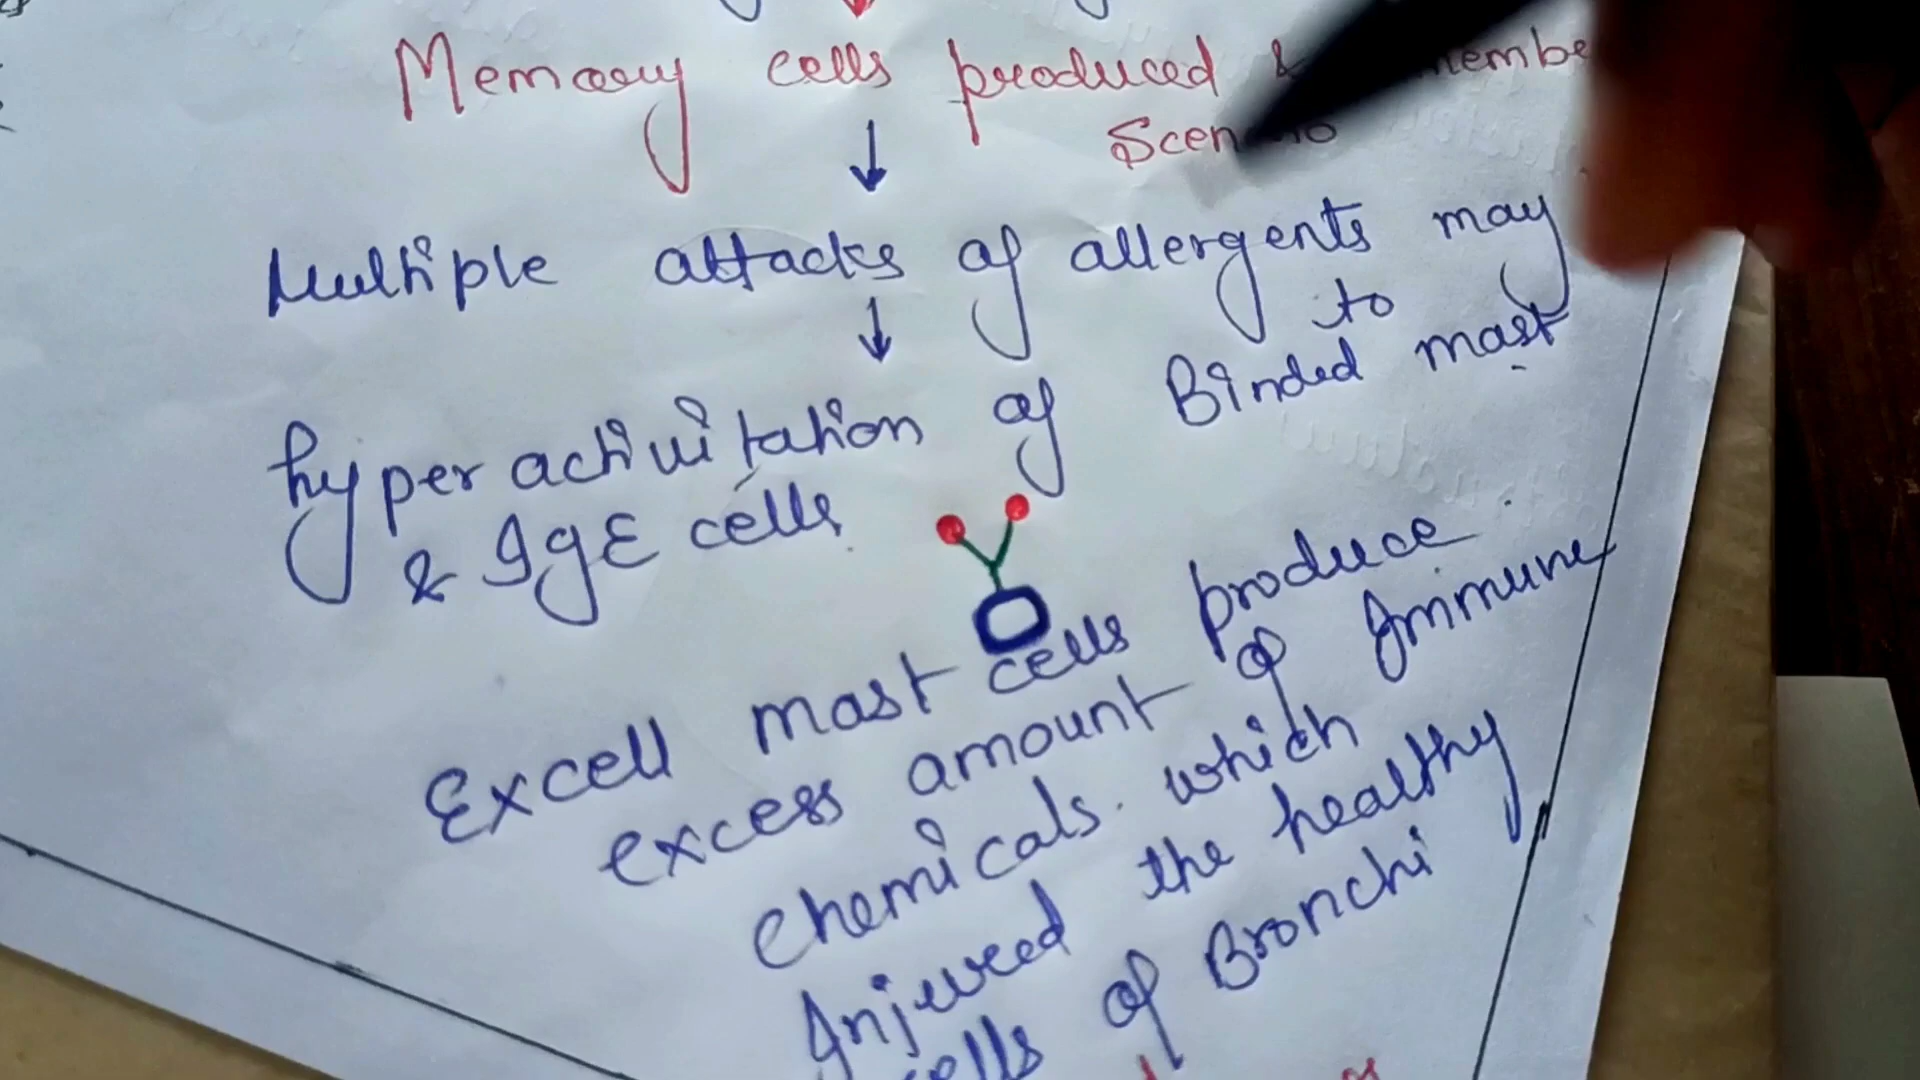 Memory cells produced &
Scen
Multiple attacks of allergents may
to
hyper activitation of Binded mast
& IgE cells
Excell mast cells produce
excess amount of Immune
chemicals. which
Injured the healthy
cells of Bronchi